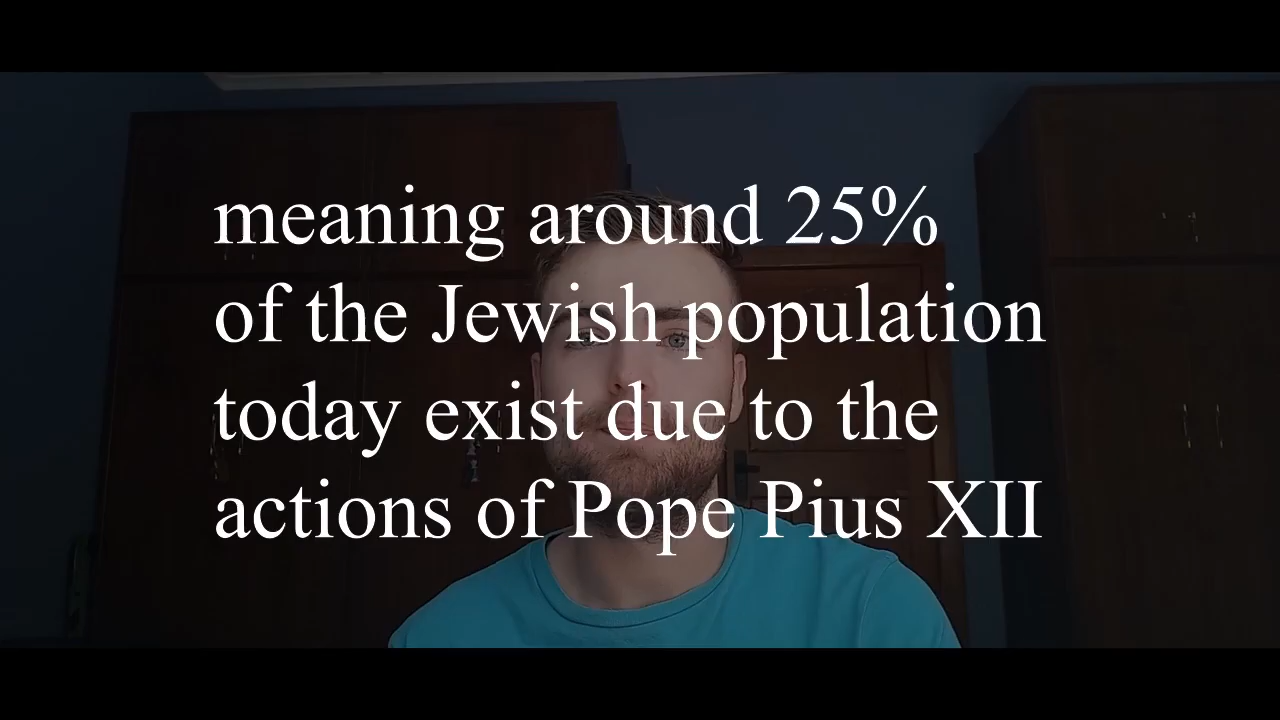 meaning around 25%
of the Jewish population
today exist due to the
actions of Pope Pius XII